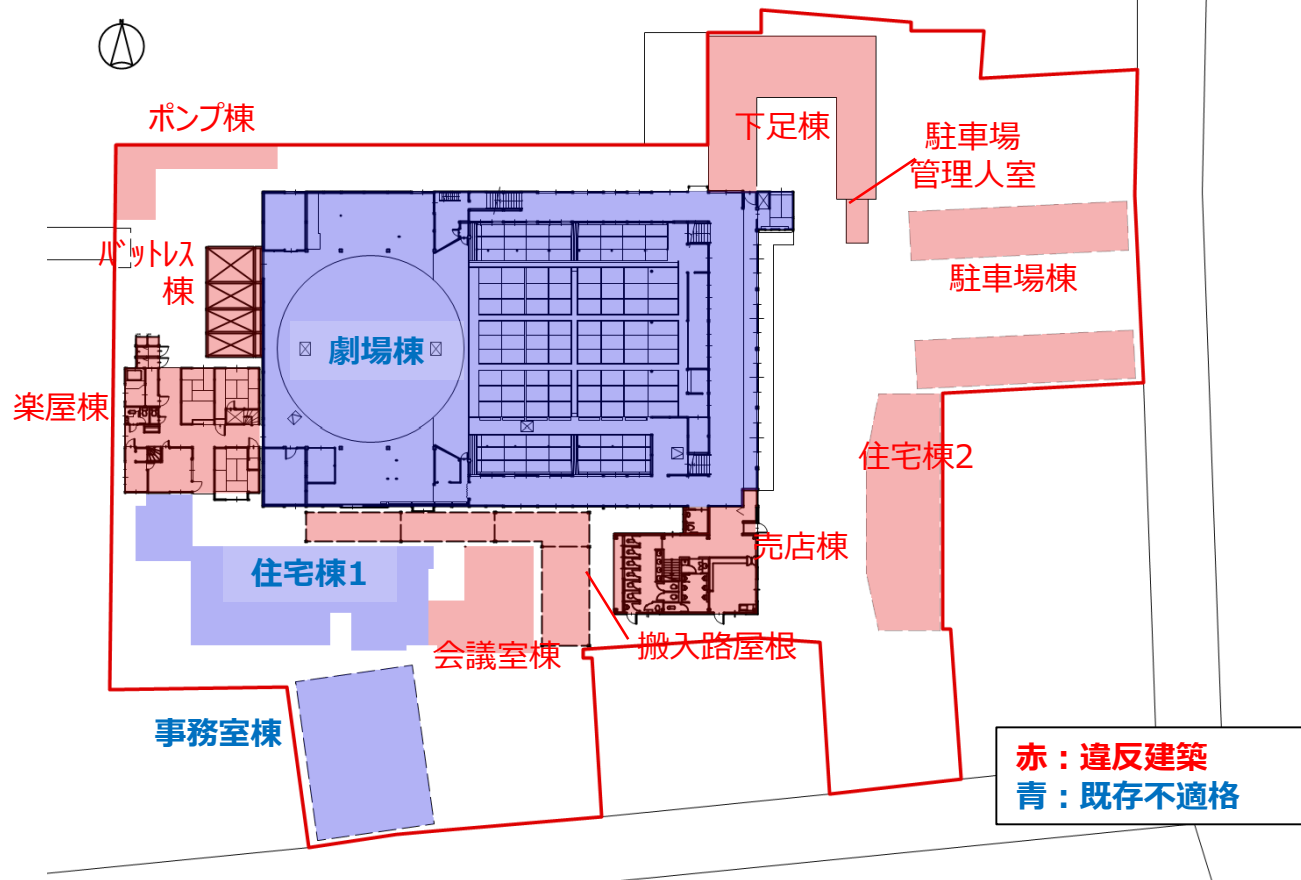 ポンプ棟
下足棟
駐車場
管理人室
バットレス
棟
駐車場棟
劇場棟
楽屋棟
住宅棟2
売店棟
住宅棟1
会議室棟
搬入路屋根
事務室棟
赤：違反建築
青：既存不適格